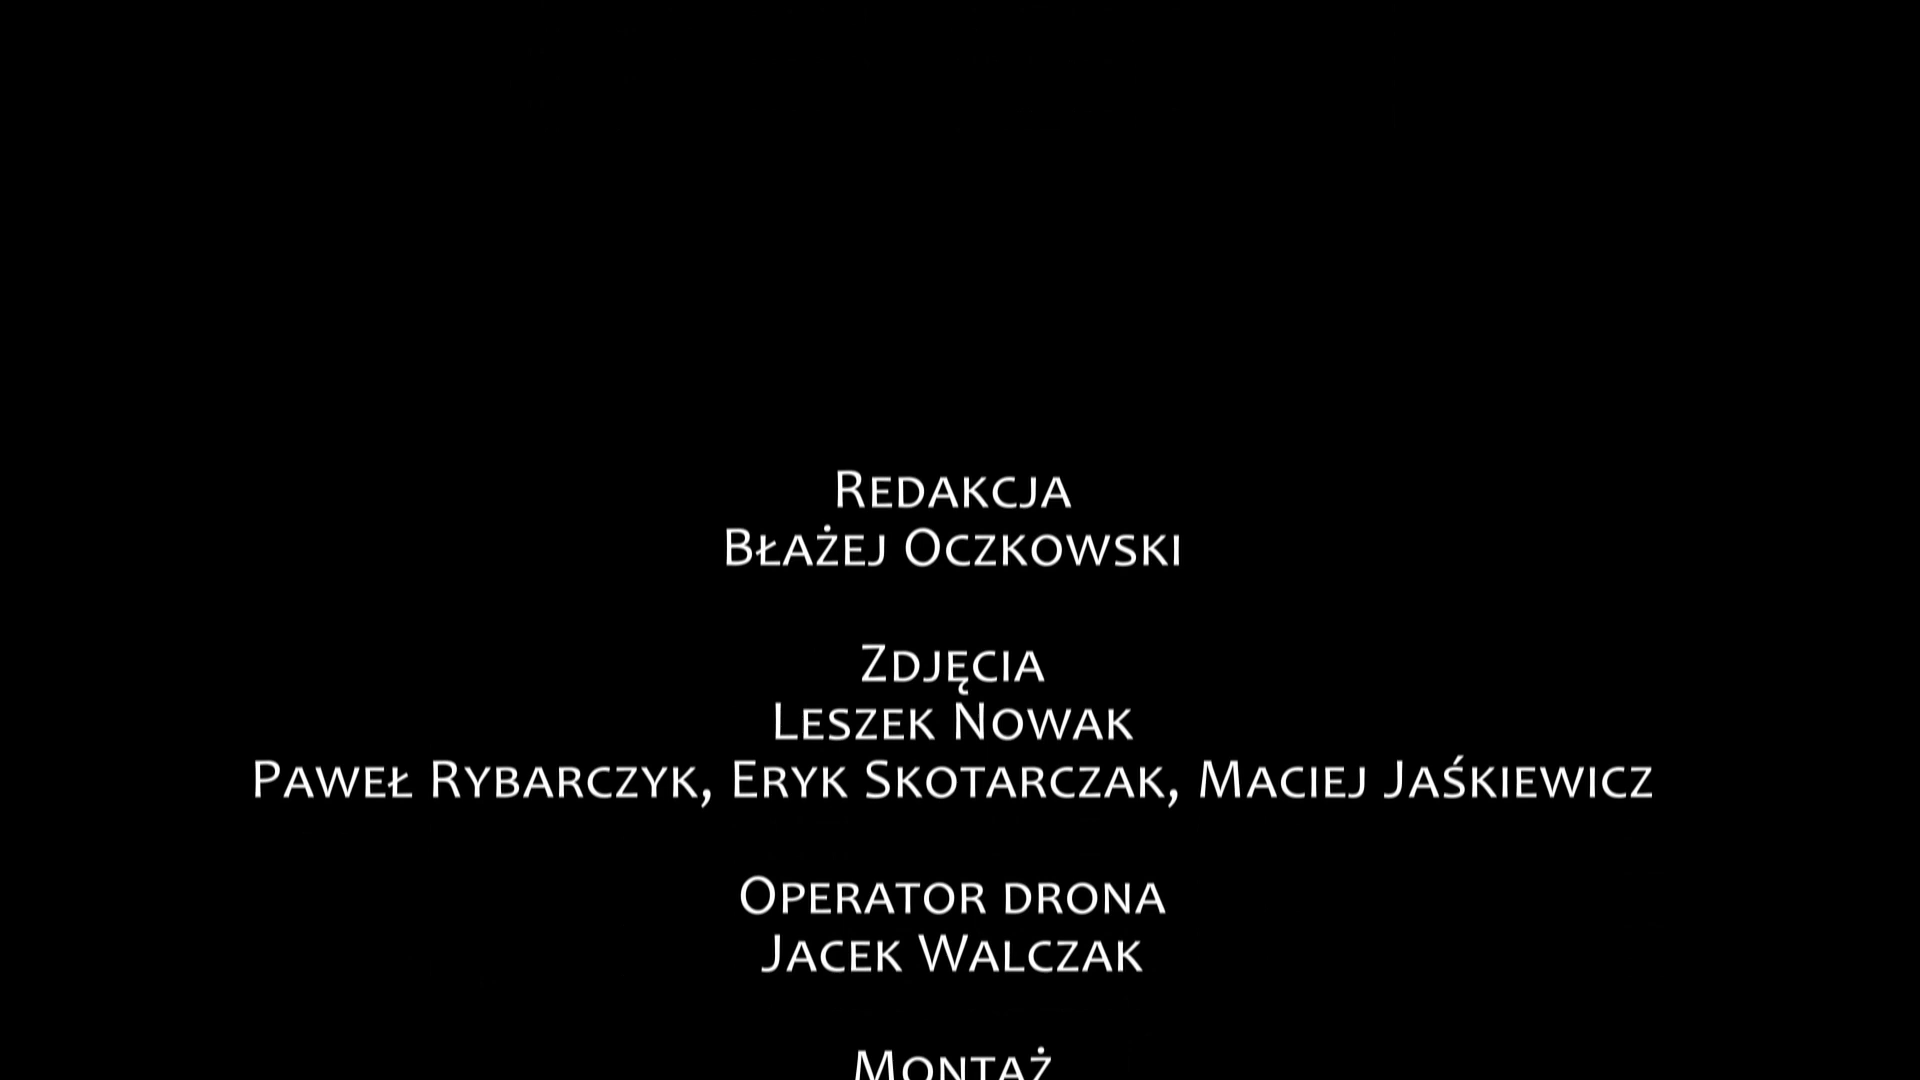 Redakcja
Błażej Oczkowski
Zdjęcia
Leszek Nowak
Paweł Rybarczyk, Eryk Skotarczak, Maciej Jaśkiewicz
Operator drona
Jacek Walczak
Montaż